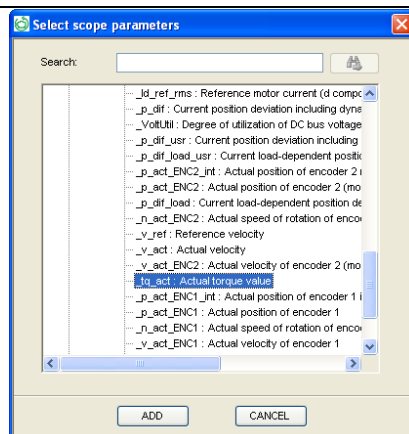 Select scope parameters
Search:
_Id_ref_rms : Reference motor current (d compo
_p_dif : Current position deviation including dyna
_VoltUtil : Degree of utilization of DC bus voltage
_p_dif_usr : Current position deviation including
_p_dif_load_usr : Current load-dependent positio
_p_act_ENC2_int : Actual position of encoder 2 
_p_act_ENC2 : Actual position of encoder 2 (mo
_p_dif_load : Current load-dependent position de
_n_act_ENC2 : Actual speed of rotation of enco
_v_ref : Reference velocity
_v_act : Actual velocity
_v_act_ENC2 : Actual velocity of encoder 2 (mo
_tq_act : Actual torque value
_p_act_ENC1_int : Actual position of encoder 1 i
_p_act_ENC1 : Actual position of encoder 1
_n_act_ENC1 : Actual speed of rotation of enco
_v_act_ENC1 : Actual velocity of encoder 1
ADD CANCEL